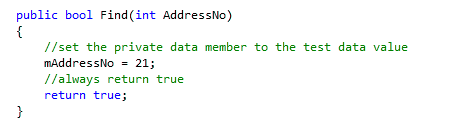 public bool Find(int AddressNo)
{
    //set the private data member to the test data value
    mAddressNo = 21;
    //always return true
    return true;
}